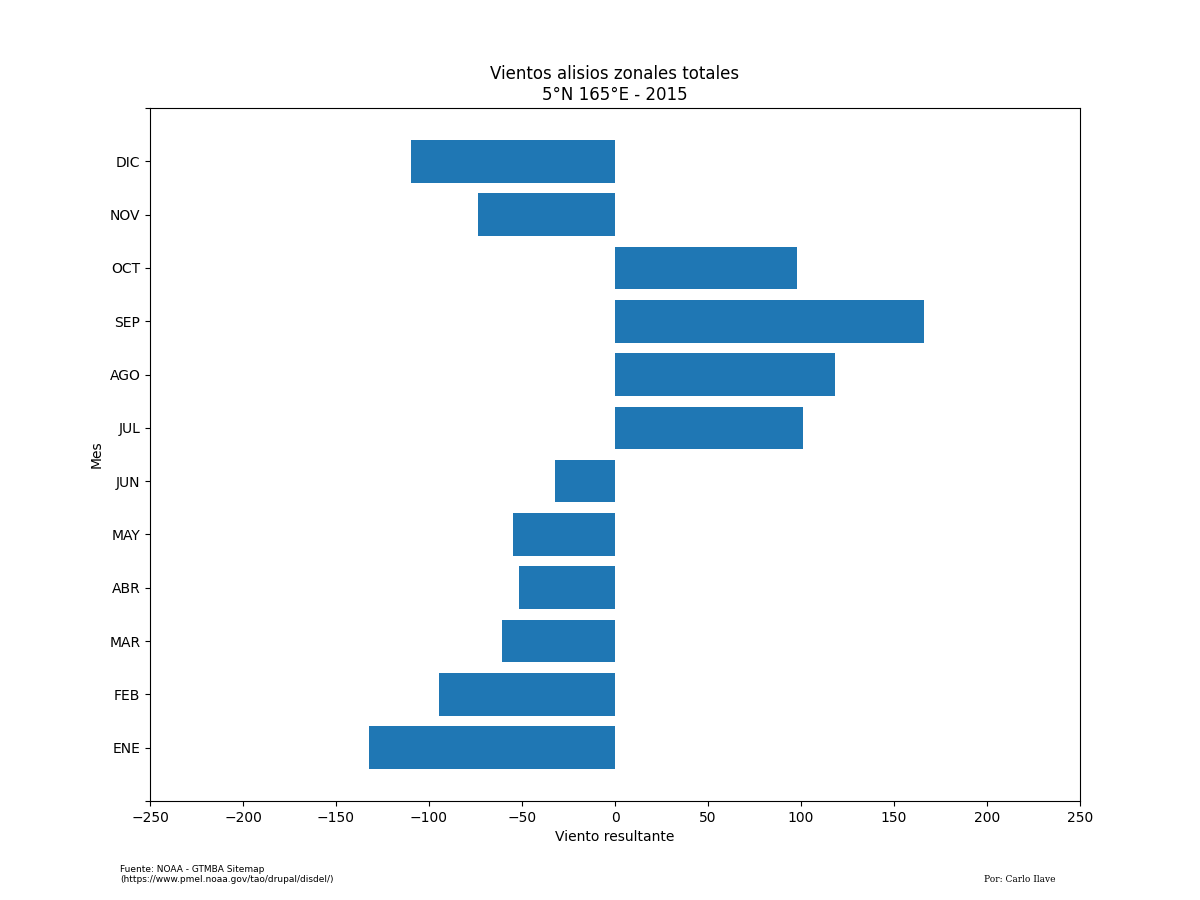 Vientos alisios zonales totales
5°N 165°E - 2015
DIC
NOV
OCT
SEP
AGO
JUL
Mes
JUN
MAY
ABR
MAR
FEB
ENE
−250 −200 −150 −100 −50 0 50 100 150 200 250
Viento resultante
Fuente: NOAA - GTMBA Sitemap
(https://www.pmel.noaa.gov/tao/drupal/disdel/)
Por: Carlo Ilave